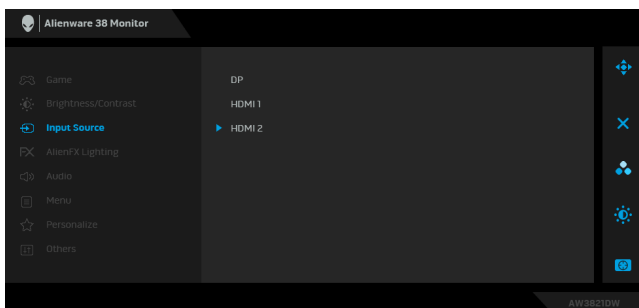 Alienware 38 Monitor
Game
Brightness/Contrast
Input Source
AlienFX Lighting
Audio
Menu
Personalize
Others
DP
HDMI 1
HDMI 2
AW3821DW